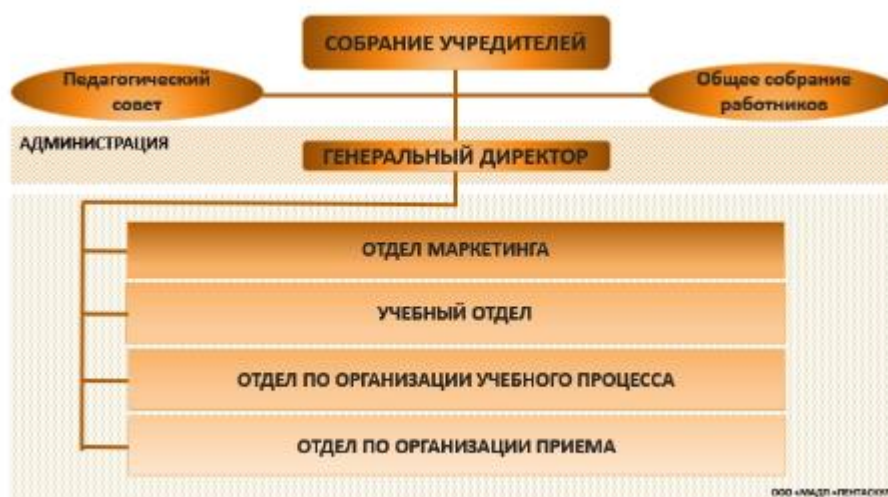 СОБРАНИЕ УЧРЕДИТЕЛЕЙ
Педагогический
совет
Общее собрание
работников
АДМИНИСТРАЦИЯ
ГЕНЕРАЛЬНЫЙ ДИРЕКТОР
ОТДЕЛ МАРКЕТИНГА
УЧЕБНЫЙ ОТДЕЛ
ОТДЕЛ ПО ОРГАНИЗАЦИИ УЧЕБНОГО ПРОЦЕССА
ОТДЕЛ ПО ОРГАНИЗАЦИИ ПРИЕМА
ООО